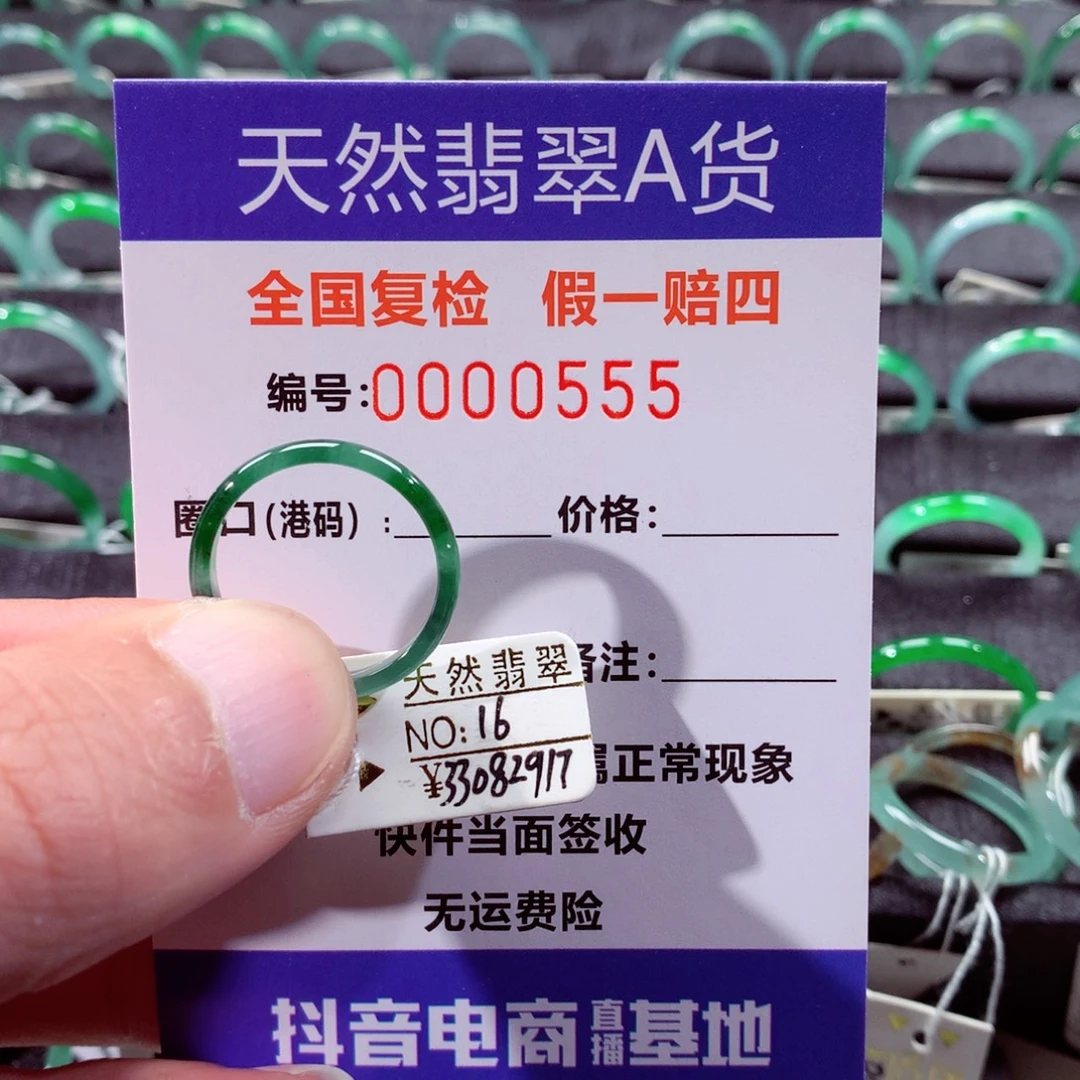 天然翡翠A货
全国复检 假一赔四
编号:0000555
圈口(港码):
价格:
备注:
天然翡翠
NO:16
¥33082917
属正常现象
快件当面签收
无运费险
抖音电商直播基地